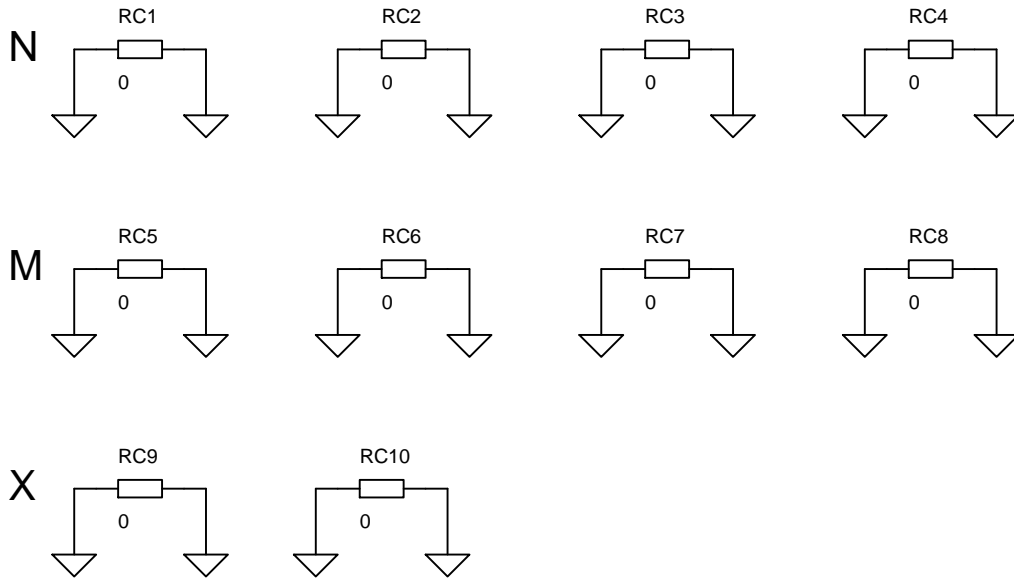 RC1 RC2 RC3 RC4
N
0 0 0 0
RC5 RC6 RC7 RC8
M
0 0 0 0
RC9 RC10
X
0 0